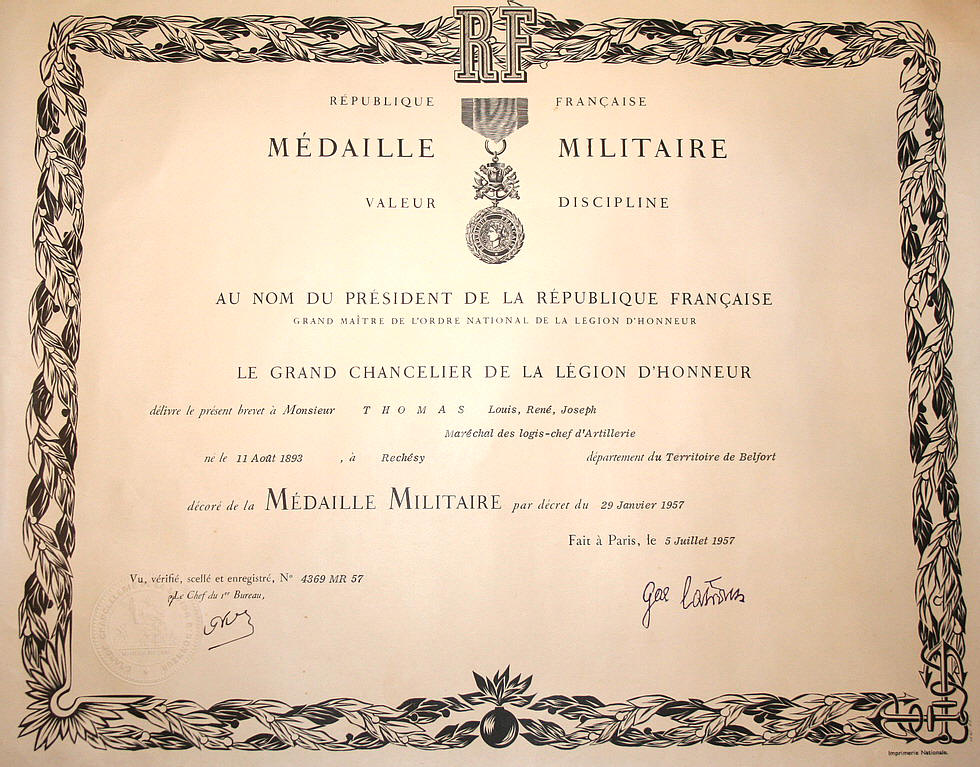 RF
RÉPUBLIQUE FRANÇAISE
MÉDAILLE MILITAIRE
VALEUR DISCIPLINE
AU NOM DU PRÉSIDENT DE LA RÉPUBLIQUE FRANÇAISE
GRAND MAÎTRE DE L'ORDRE NATIONAL DE LA LÉGION D'HONNEUR
LE GRAND CHANCELIER DE LA LÉGION D'HONNEUR
délivre le présent brevet à Monsieur T H O M A S Louis, René, Joseph
Maréchal des logis-chef d'Artillerie
né le 11 Août 1893 , à Rechésy département du Territoire de Belfort
décoré de la MÉDAILLE MILITAIRE par décret du 29 Janvier 1957
Fait à Paris, le 5 Juillet 1957
Vu, vérifié, scellé et enregistré, N° 4369 MR 57
Le Chef du 1er Bureau,
Imprimerie Nationale.